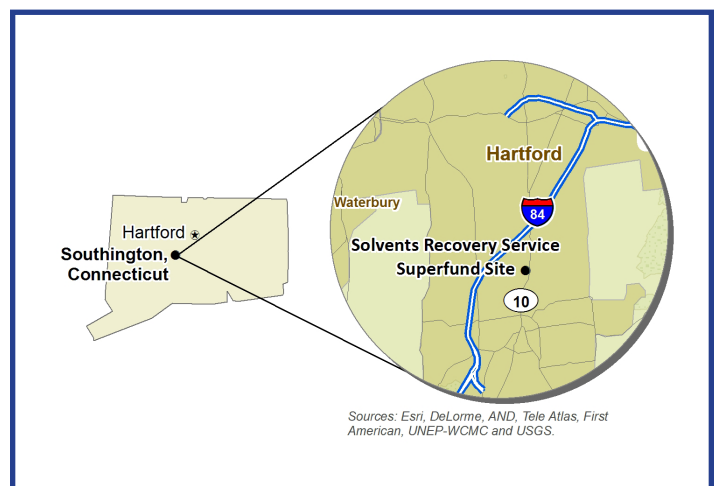 Hartford
Southington,
Connecticut
Hartford
Waterbury
84
Solvents Recovery Service
Superfund Site
10
Sources: Esri, DeLorme, AND, Tele Atlas, First
American, UNEP-WCMC and USGS.